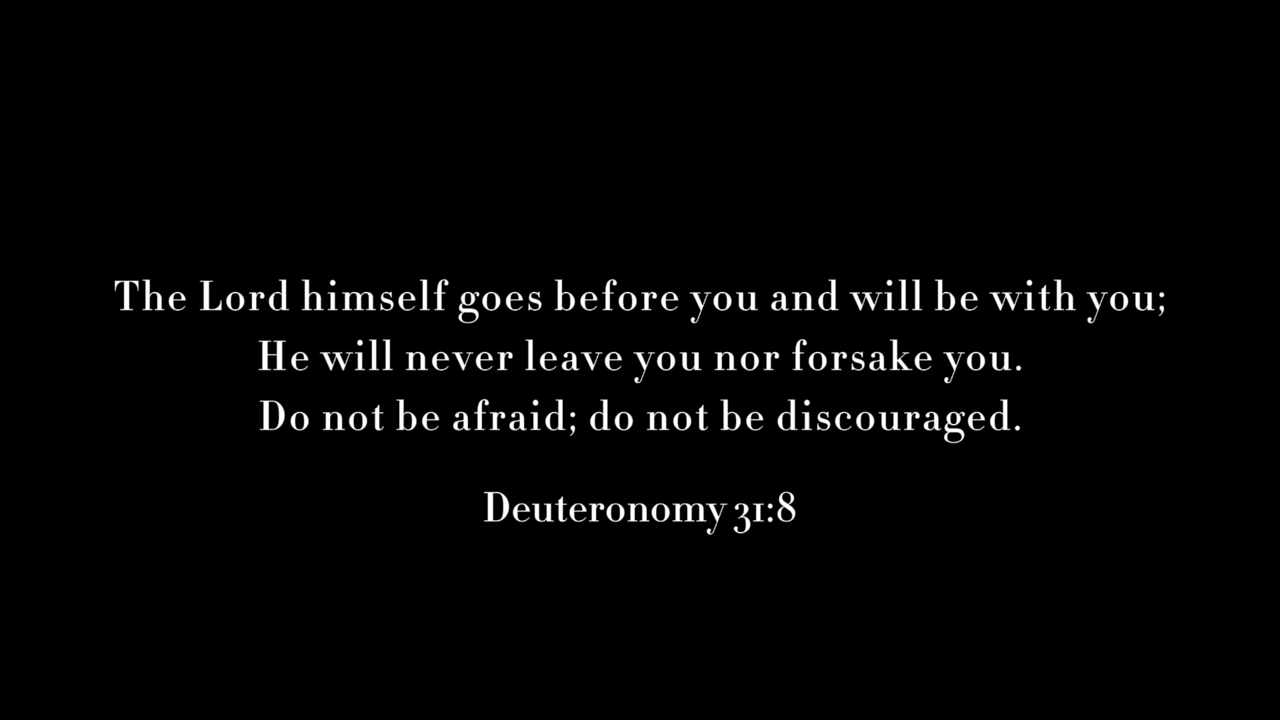 The Lord himself goes before you and will be with you;
He will never leave you nor forsake you.
Do not be afraid; do not be discouraged.
Deuteronomy 31:8